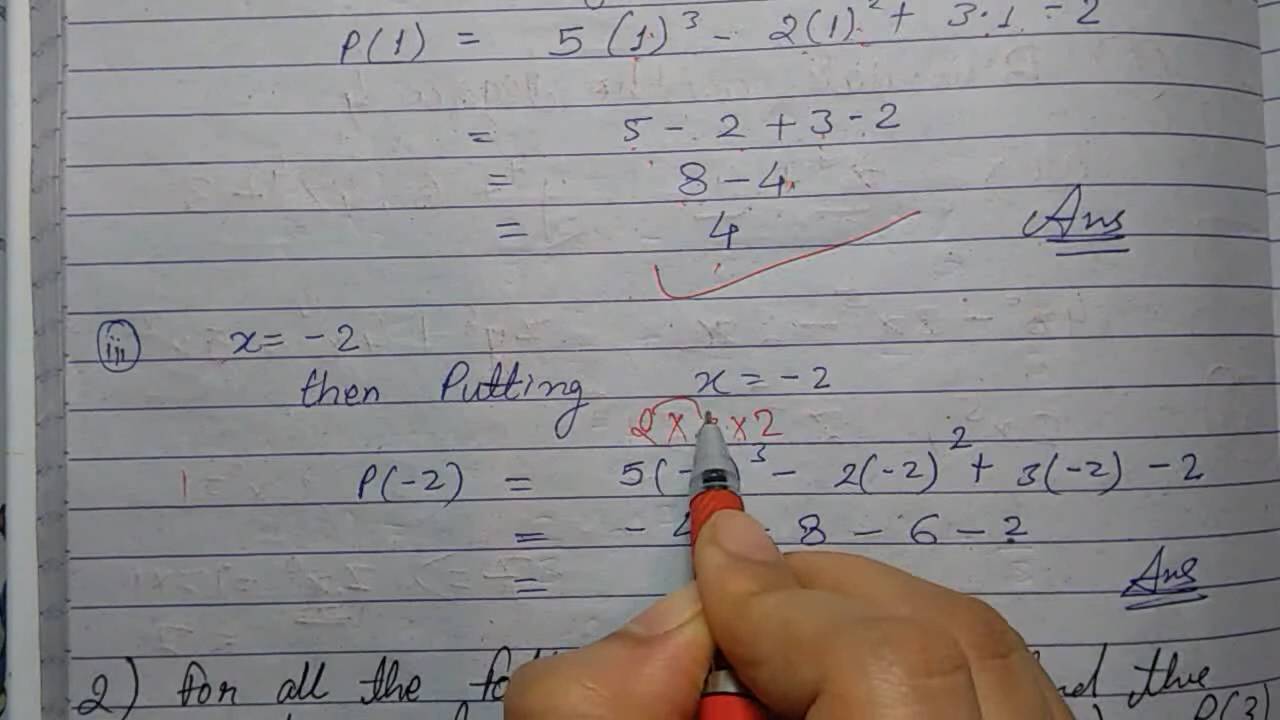 P(1) = 5(1)³ - 2(1)² + 3·1 - 2
= 5 - 2 + 3 - 2
= 8 - 4
= 4 Ans
iii x = -2
then Putting x = -2
2 × × 2
P(-2) = 5(- )³ - 2(-2)² + 3(-2) - 2
= - - 8 - 6 - 2
= Ans
2) for all the the
P(3)